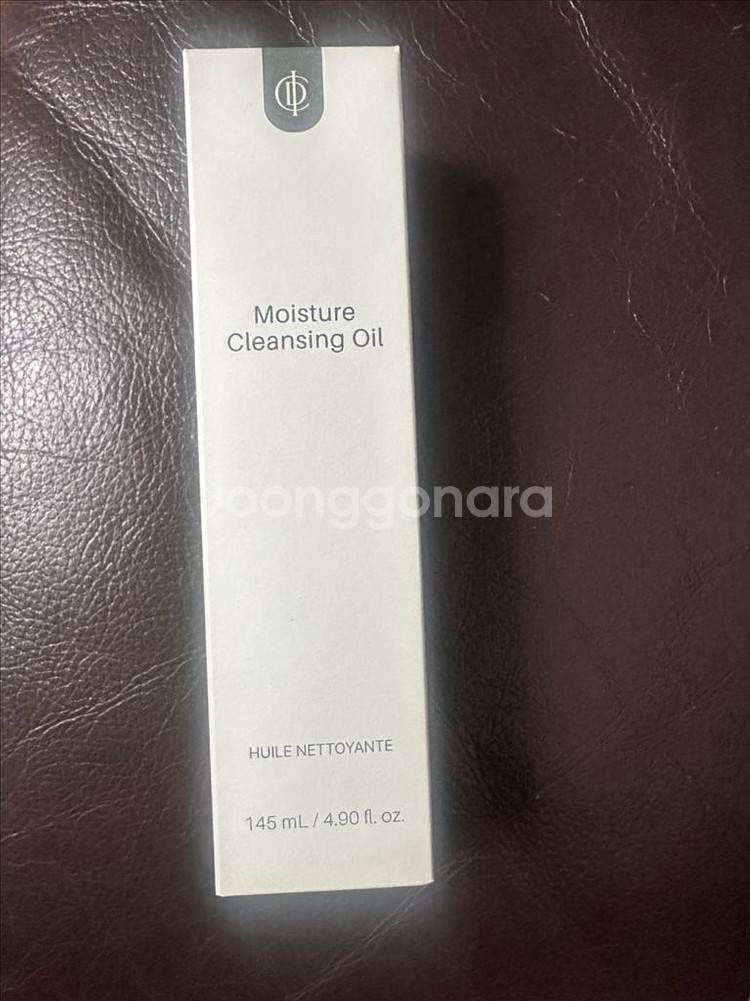 Moisture
Cleansing Oil
Joonggonara
HUILE NETTOYANTE
145 mL / 4.90 fl. oz.